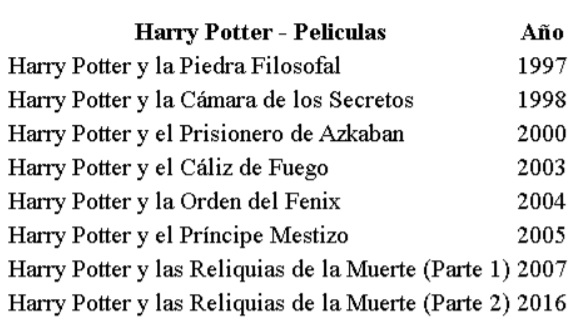 Harry Potter - Peliculas Año
Harry Potter y la Piedra Filosofal 1997
Harry Potter y la Cámara de los Secretos 1998
Harry Potter y el Prisionero de Azkaban 2000
Harry Potter y el Cáliz de Fuego 2003
Harry Potter y la Orden del Fenix 2004
Harry Potter y el Príncipe Mestizo 2005
Harry Potter y las Reliquias de la Muerte (Parte 1) 2007
Harry Potter y las Reliquias de la Muerte (Parte 2) 2016